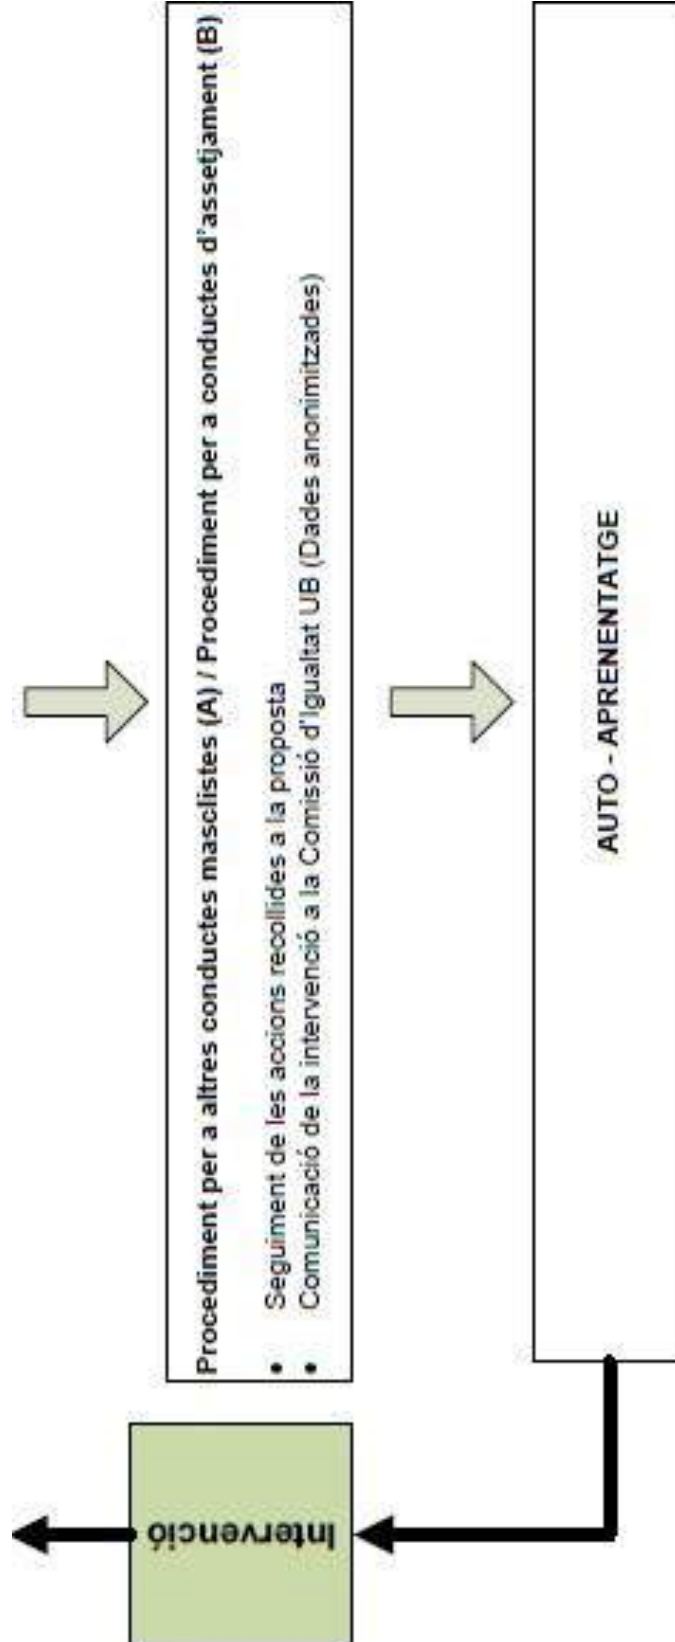 Procediment per a altres conductes masclistes (A) / Procediment per a conductes d'assetjament (B)
• Seguiment de les accions recollides a la proposta
• Comunicació de la intervenció a la Comissió d'Igualtat UB (Dades anonimitzades)
Intervenció
AUTO - APRENENTATGE